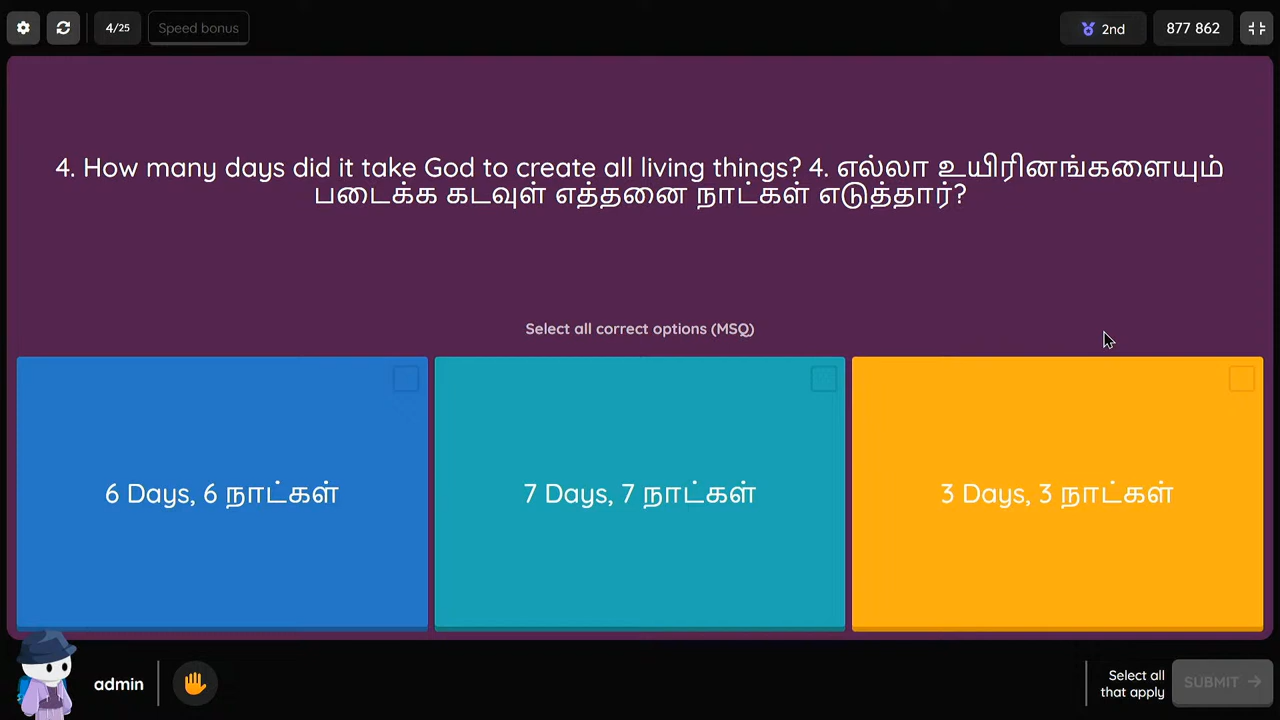 4/25
Speed bonus
2nd
877 862
4. How many days did it take God to create all living things? 4. எல்லா உயிரினங்களையும்
படைக்க கடவுள் எத்தனை நாட்கள் எடுத்தார்?
Select all correct options (MSQ)
6 Days, 6 நாட்கள்
7 Days, 7 நாட்கள்
3 Days, 3 நாட்கள்
admin
Select all
that apply
SUBMIT